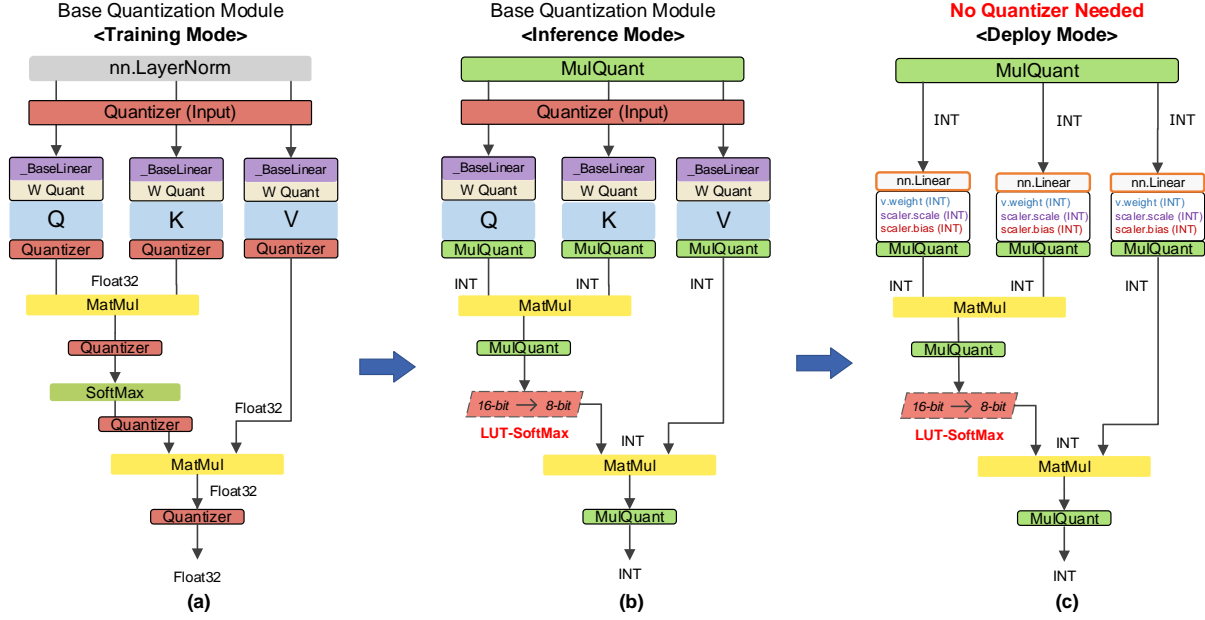 Base Quantization Module
<Training Mode>
nn.LayerNorm
Quantizer (Input)
_BaseLinear
_BaseLinear
_BaseLinear
W Quant
W Quant
W Quant
Q
K
V
Quantizer
Quantizer
Quantizer
Float32
MatMul
Quantizer
SoftMax
Float32
Quantizer
MatMul
Float32
Quantizer
Float32
(a)
Base Quantization Module
<Inference Mode>
MulQuant
Quantizer (Input)
_BaseLinear
_BaseLinear
_BaseLinear
W Quant
W Quant
W Quant
Q
K
V
MulQuant
MulQuant
MulQuant
INT
INT
INT
MatMul
MulQuant
16-bit → 8-bit
LUT-SoftMax
INT
MatMul
MulQuant
INT
(b)
No Quantizer Needed
<Deploy Mode>
MulQuant
INT
INT
INT
nn.Linear
nn.Linear
nn.Linear
v.weight (INT)
v.weight (INT)
v.weight (INT)
scaler.scale (INT)
scaler.scale (INT)
scaler.scale (INT)
scaler.bias (INT)
scaler.bias (INT)
scaler.bias (INT)
MulQuant
MulQuant
MulQuant
INT
INT
INT
MatMul
MulQuant
16-bit → 8-bit
LUT-SoftMax
INT
MatMul
MulQuant
INT
(c)